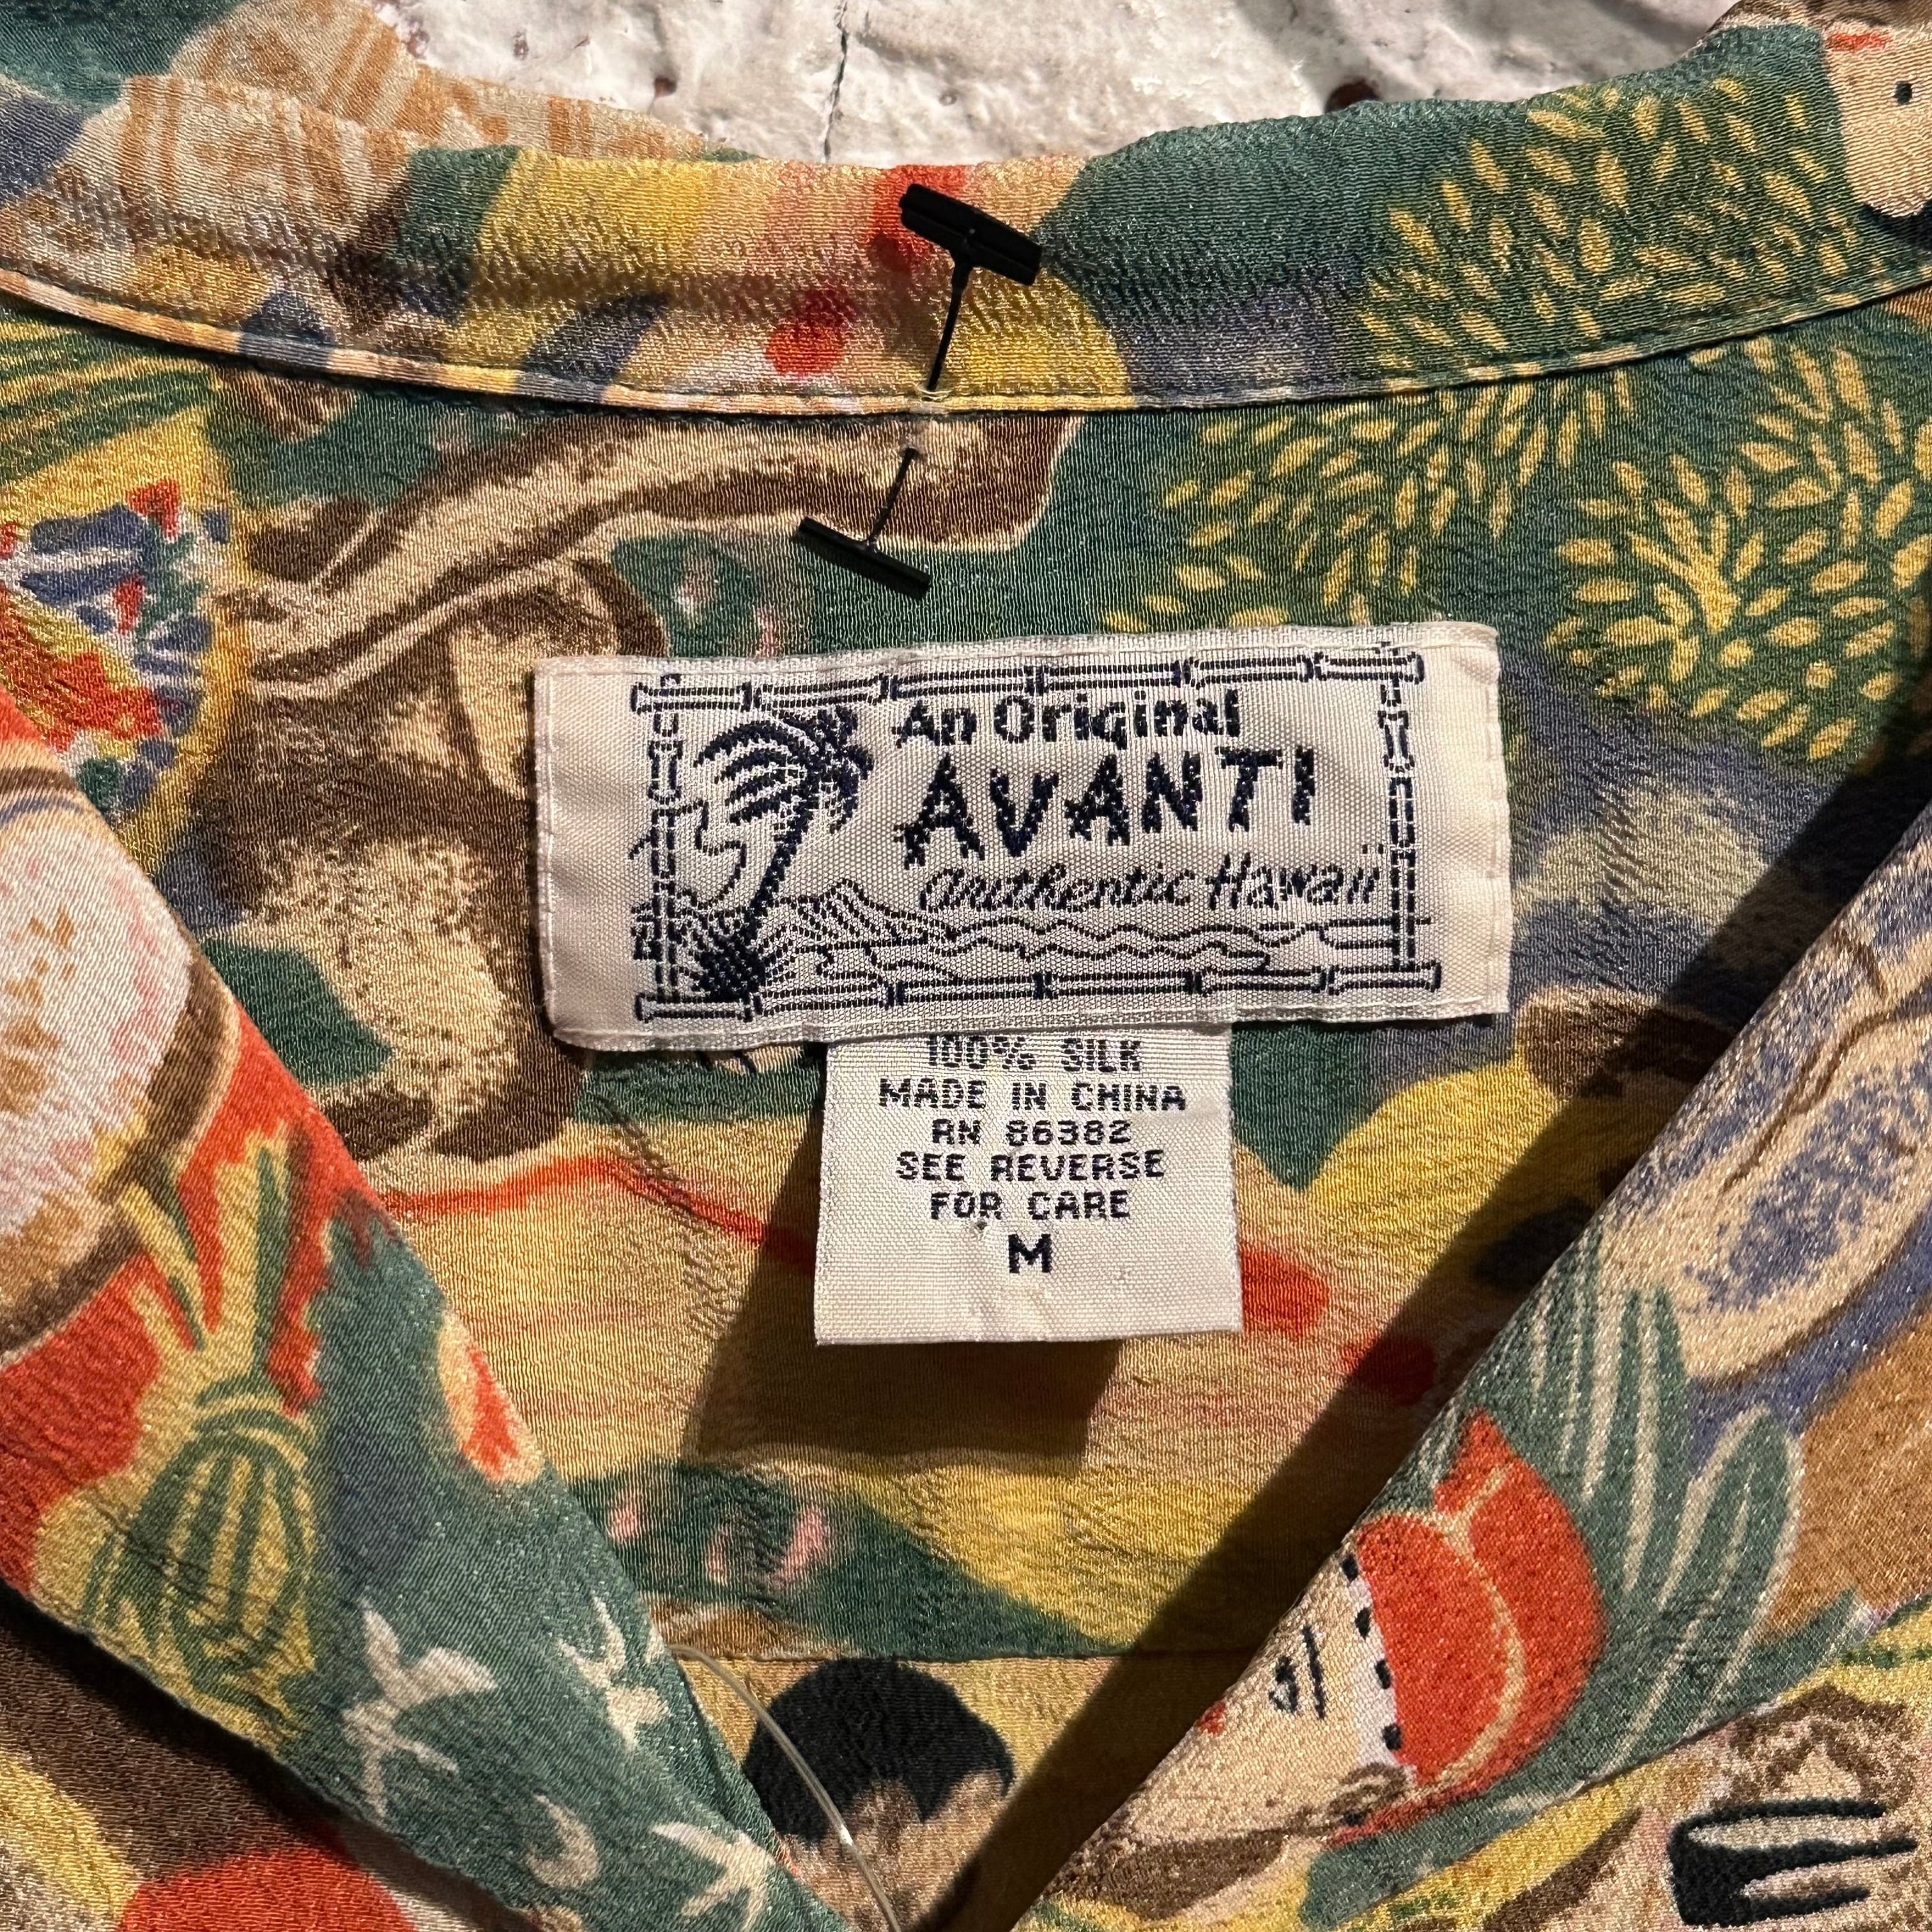 An Original
AVANTI
authentic Hawaii
100% SILK
MADE IN CHINA
RN 86382
SEE REVERSE
FOR CARE
M